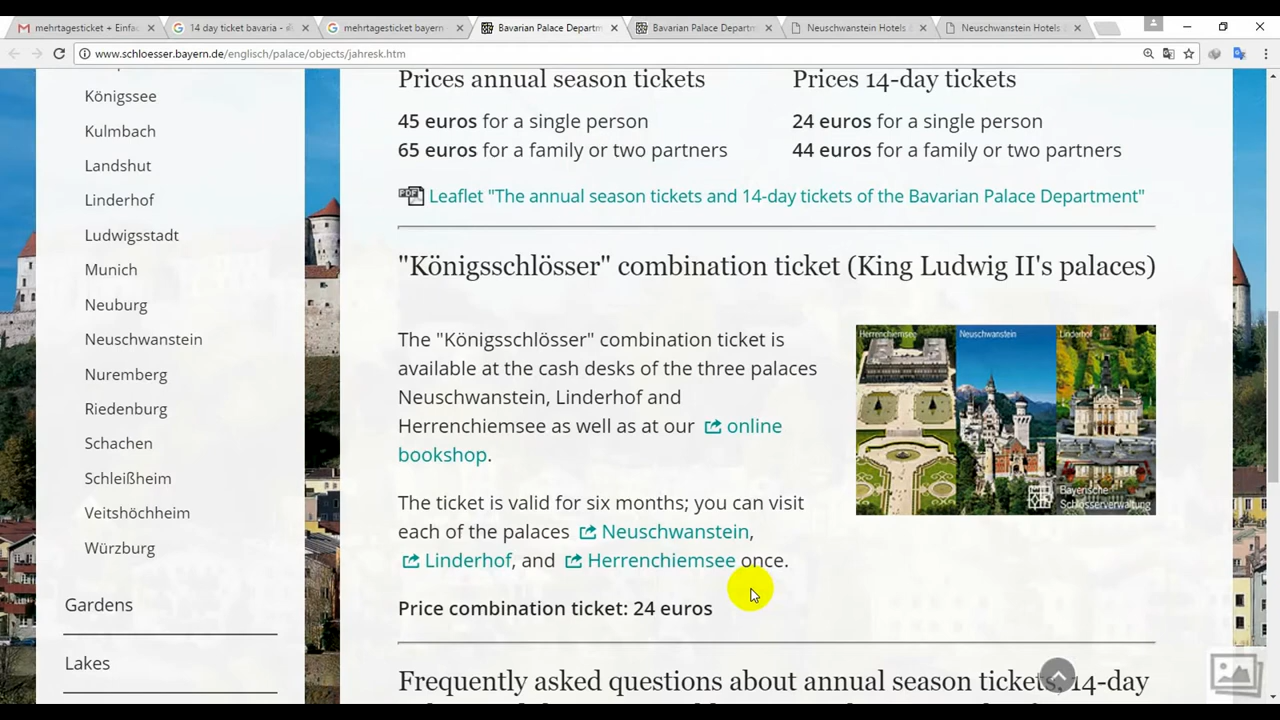 mehrtagesticket + Einfac
14 day ticket bavaria -
mehrtagesticket bayern
Bavarian Palace Departm
Bavarian Palace Departm
Neuschwanstein Hotels
Neuschwanstein Hotels
www.schloesser.bayern.de/englisch/palace/objects/jahresk.htm
Königssee
Kulmbach
Landshut
Linderhof
Ludwigsstadt
Munich
Neuburg
Neuschwanstein
Nuremberg
Riedenburg
Schachen
Schleißheim
Veitshöchheim
Würzburg
Gardens
Lakes
Prices annual season tickets
45 euros for a single person
65 euros for a family or two partners
Prices 14-day tickets
24 euros for a single person
44 euros for a family or two partners
PDF Leaflet "The annual season tickets and 14-day tickets of the Bavarian Palace Department"
"Königsschlösser" combination ticket (King Ludwig II's palaces)
The "Königsschlösser" combination ticket is
available at the cash desks of the three palaces
Neuschwanstein, Linderhof and
Herrenchiemsee as well as at our online
bookshop.
Herrenchiemsee Neuschwanstein Linderhof
Bayerische
Schlösserverwaltung
The ticket is valid for six months; you can visit
each of the palaces Neuschwanstein,
Linderhof, and Herrenchiemsee once.
Price combination ticket: 24 euros
Frequently asked questions about annual season tickets, 14-day